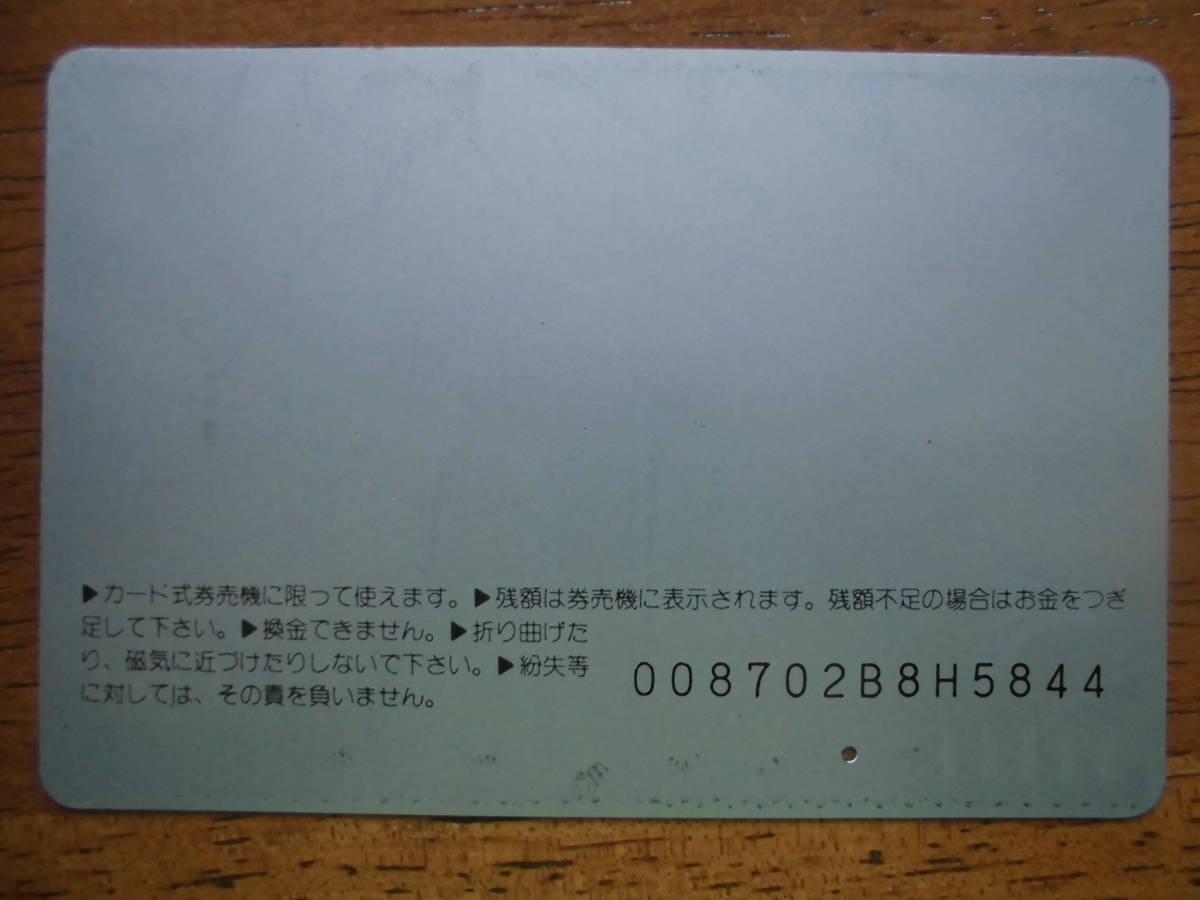 ▶カード式券売機に限って使えます。▶残額は券売機に表示されます。残額不足の場合はお金をつぎ
足して下さい。▶換金できません。▶折り曲げた
り、磁気に近づけたりしないで下さい。▶紛失等
に対しては、その責を負いません。
008702B8H5844